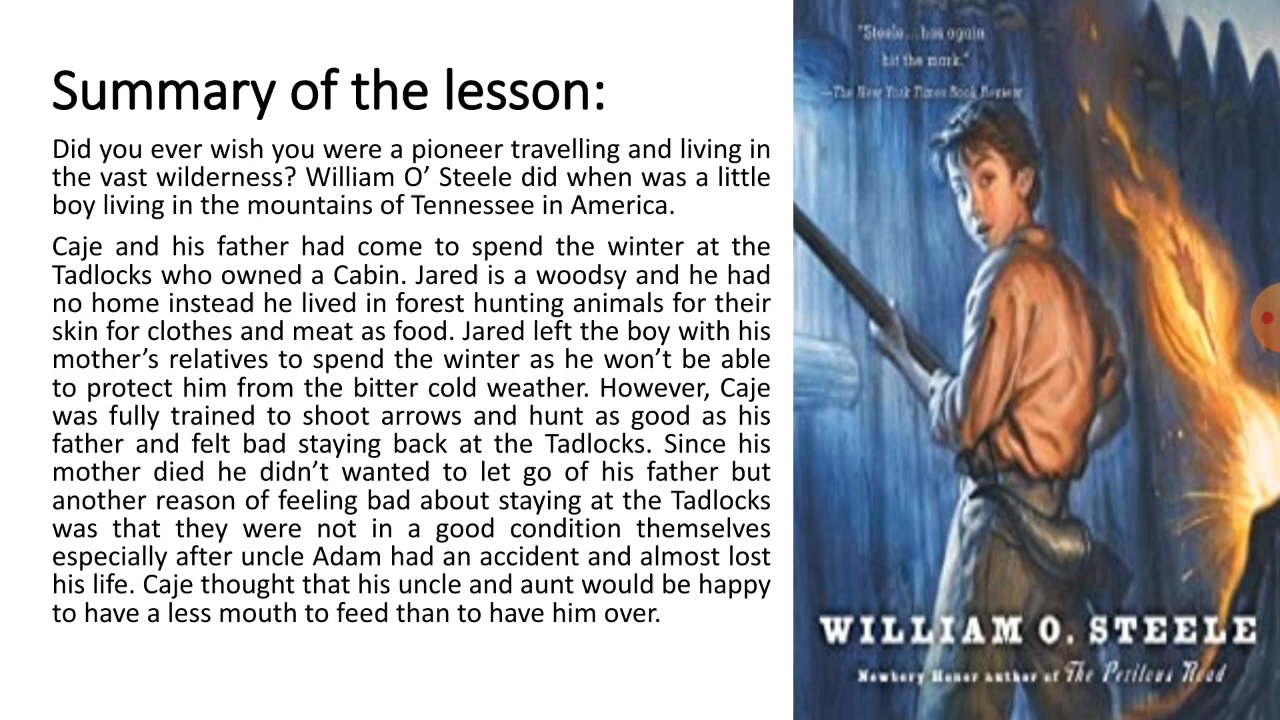 Summary of the lesson:
Did you ever wish you were a pioneer travelling and living in
the vast wilderness? William O’ Steele did when was a little
boy living in the mountains of Tennessee in America.
Caje and his father had come to spend the winter at the
Tadlocks who owned a Cabin. Jared is a woodsy and he had
no home instead he lived in forest hunting animals for their
skin for clothes and meat as food. Jared left the boy with his
mother’s relatives to spend the winter as he won’t be able
to protect him from the bitter cold weather. However, Caje
was fully trained to shoot arrows and hunt as good as his
father and felt bad staying back at the Tadlocks. Since his
mother died he didn’t wanted to let go of his father but
another reason of feeling bad about staying at the Tadlocks
was that they were not in a good condition themselves
especially after uncle Adam had an accident and almost lost
his life. Caje thought that his uncle and aunt would be happy
to have a less mouth to feed than to have him over.
"Steele...has again
hit the mark."
—The New York Times Book Review
WILLIAM O. STEELE
Newbery Honor author of The Perilous Road